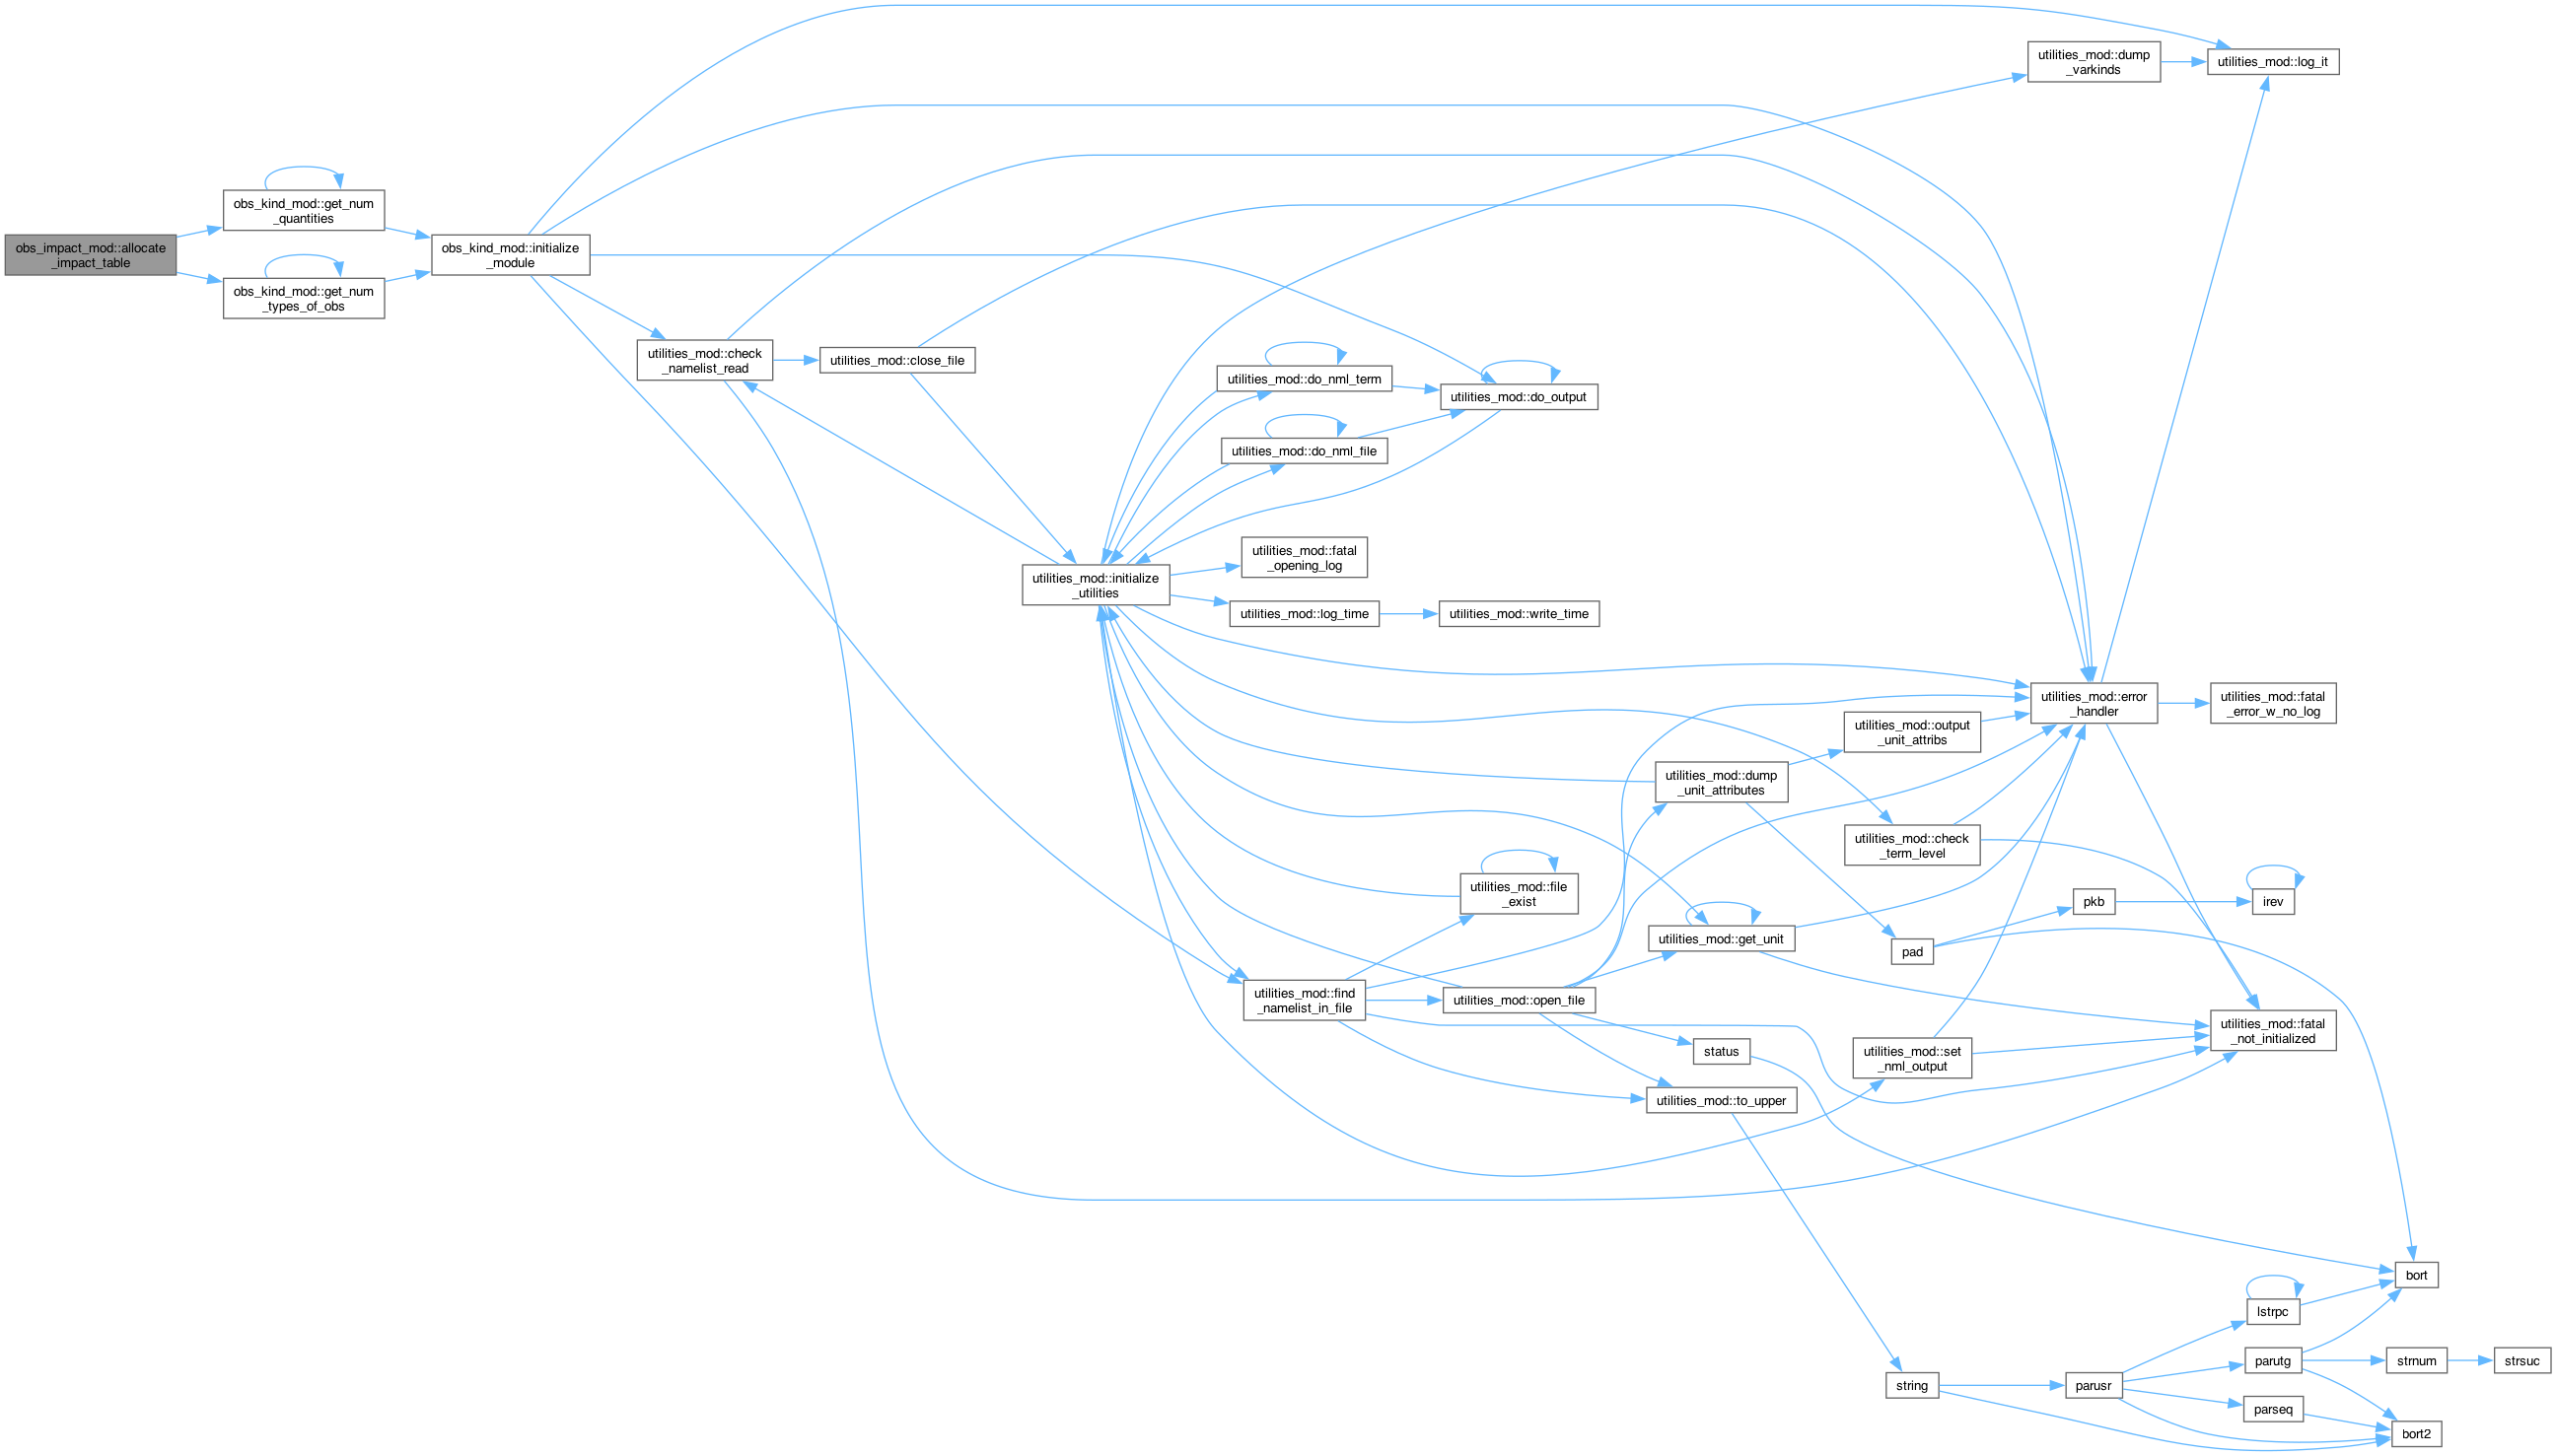 obs_impact_mod::allocate
_impact_table
obs_kind_mod::get_num
_quantities
obs_kind_mod::get_num
_types_of_obs
obs_kind_mod::initialize
_module
utilities_mod::check
_namelist_read
utilities_mod::close_file
utilities_mod::initialize
_utilities
utilities_mod::do_nml_term
utilities_mod::do_nml_file
utilities_mod::do_output
utilities_mod::fatal
_opening_log
utilities_mod::log_time
utilities_mod::write_time
utilities_mod::dump
_varkinds
utilities_mod::log_it
utilities_mod::error
_handler
utilities_mod::fatal
_error_w_no_log
utilities_mod::output
_unit_attribs
utilities_mod::dump
_unit_attributes
utilities_mod::check
_term_level
utilities_mod::file
_exist
utilities_mod::get_unit
pad
pkb
irev
utilities_mod::find
_namelist_in_file
utilities_mod::open_file
status
utilities_mod::set
_nml_output
utilities_mod::fatal
_not_initialized
utilities_mod::to_upper
bort
lstrpc
parutg
strnum
strsuc
string
parusr
parseq
bort2